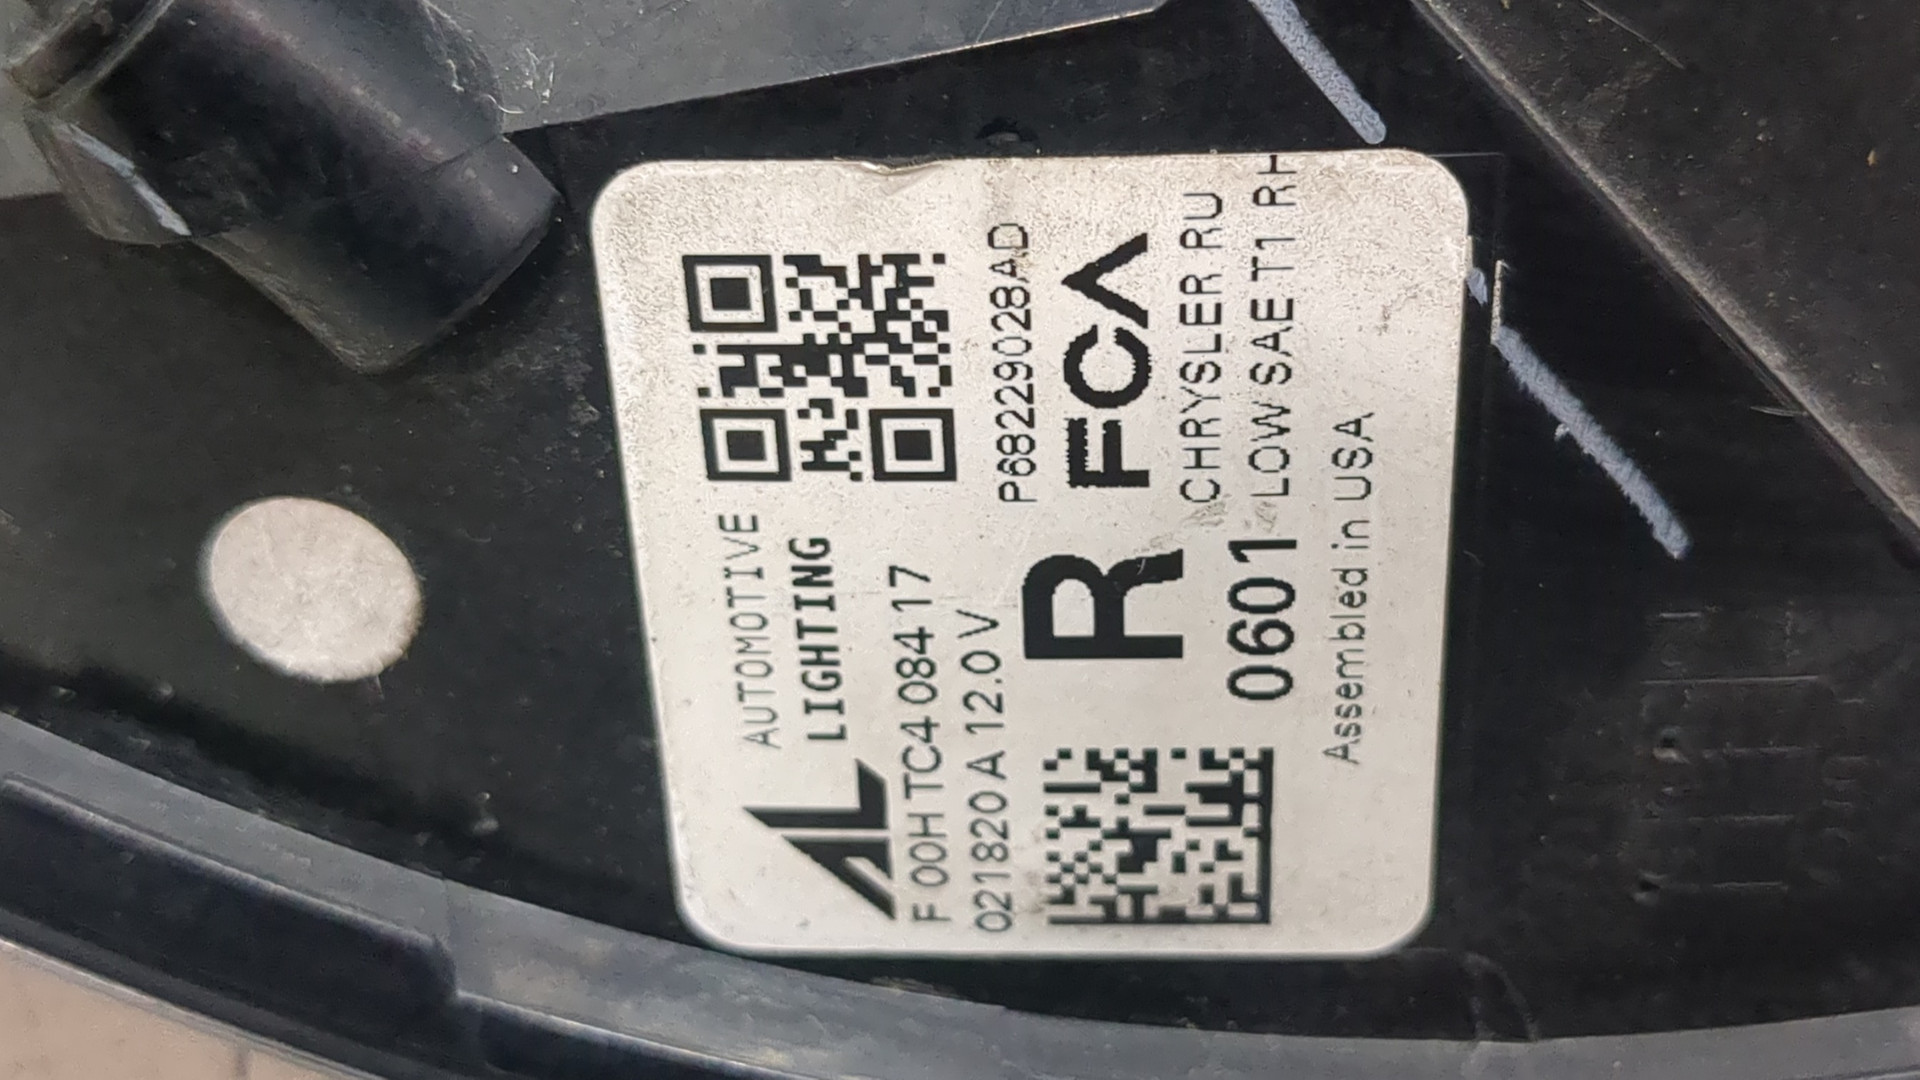 AL AUTOMOTIVE
LIGHTING
F 00H TC4 084 17
021820 A 12.0 V
P68229028AD
R FCA
CHRYSLER RU
0601 LOW SAE T1 RH
Assembled in USA